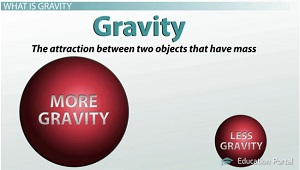 WHAT IS GRAVITY
Gravity
The attraction between two objects that have mass
MORE
GRAVITY
LESS
GRAVITY
Education Portal